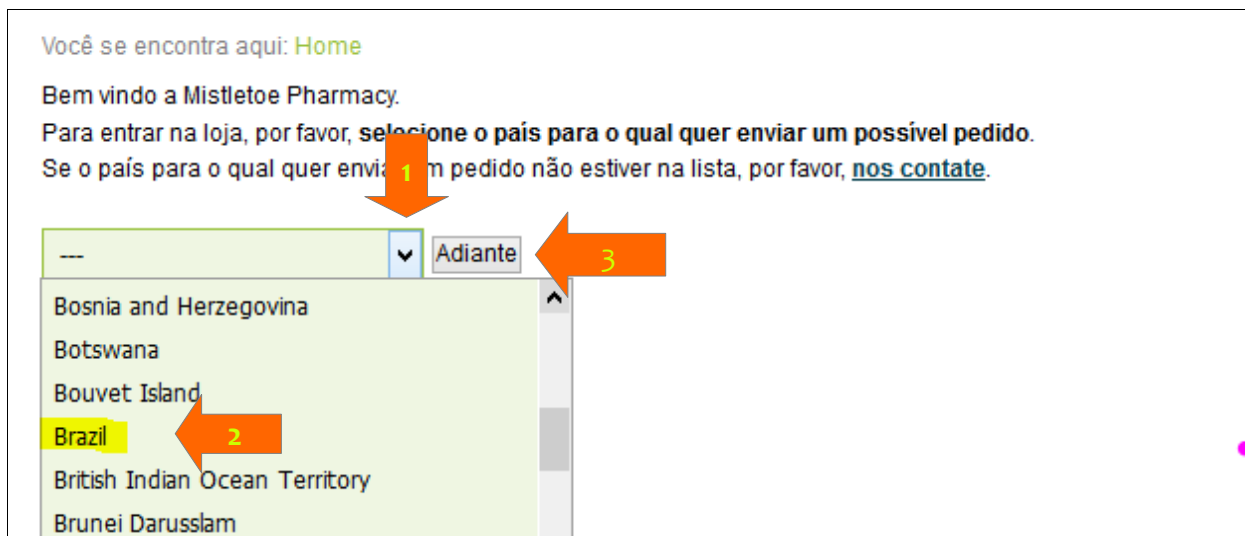 Você se encontra aqui: Home
Bem vindo a Mistletoe Pharmacy.
Para entrar na loja, por favor, selecione o país para o qual quer enviar um possível pedido.
Se o país para o qual quer enviar um pedido não estiver na lista, por favor, nos contate.
1
--- Adiante 3
Bosnia and Herzegovina
Botswana
Bouvet Island
Brazil 2
British Indian Ocean Territory
Brunei Darusslam